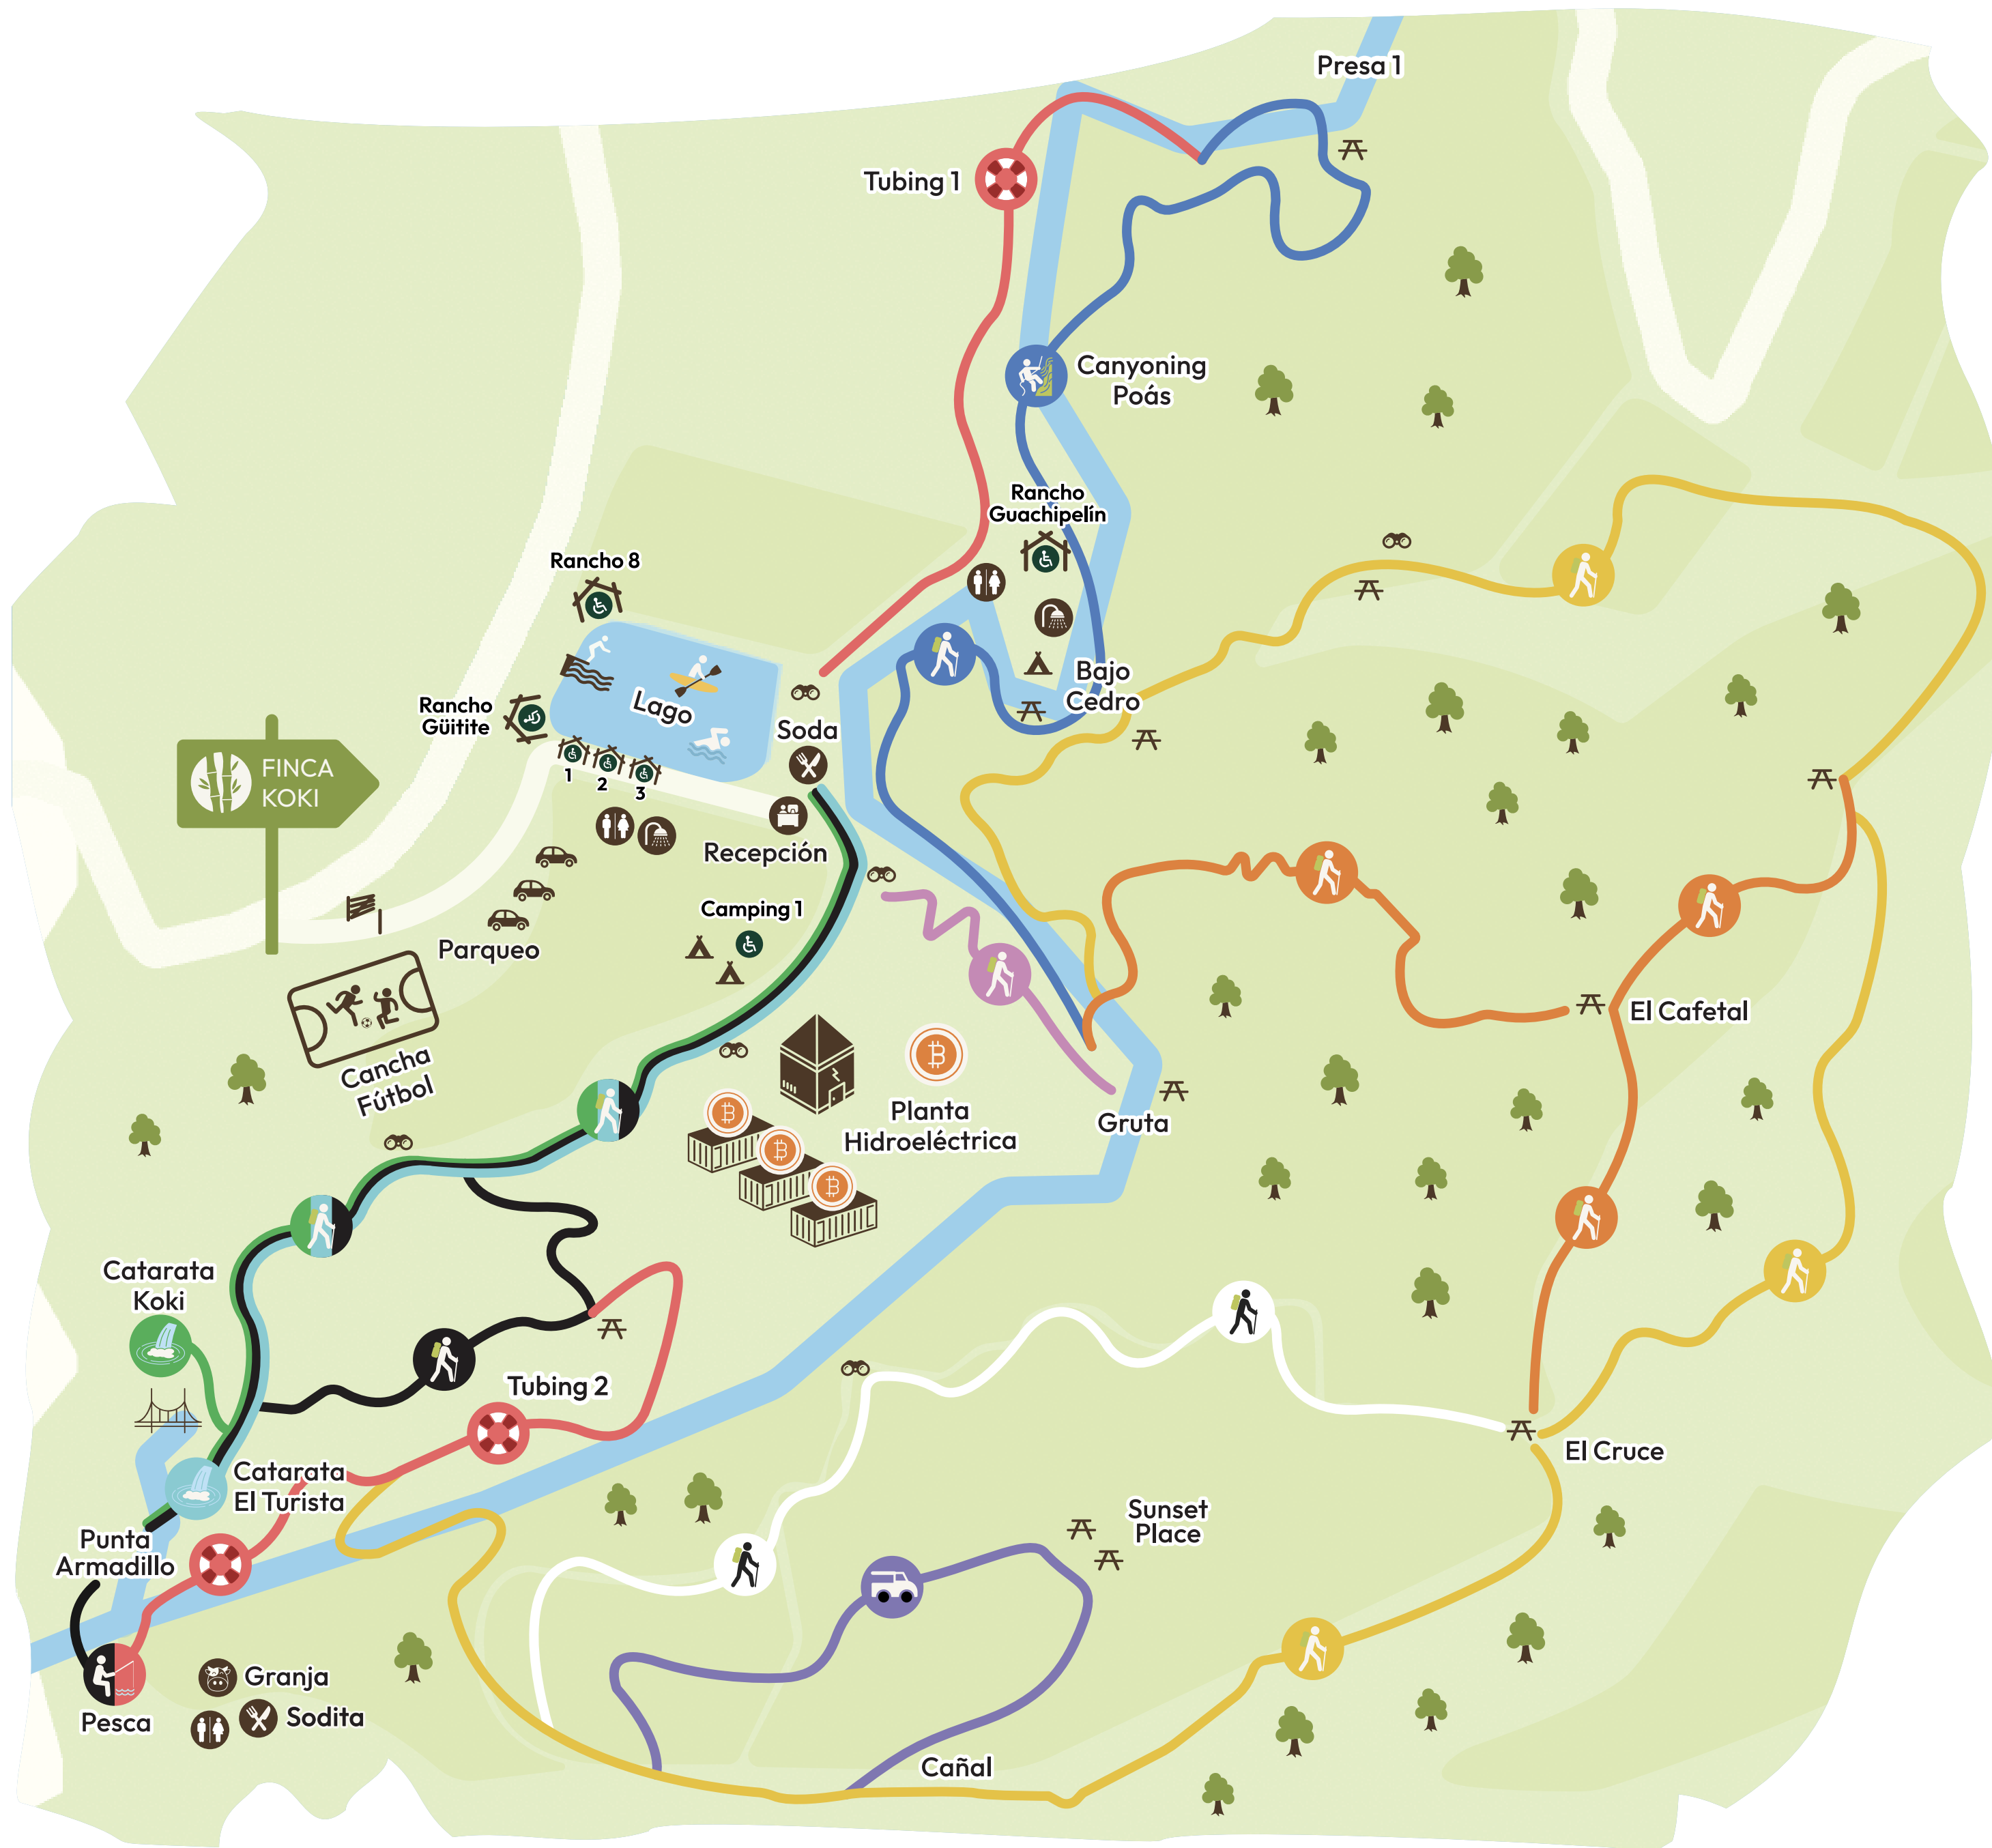 Presa 1
Tubing 1
Canyoning
Poás
Rancho
Guachipelín
Rancho 8
Bajo
Cedro
Rancho
Güitite
Lago
Soda
1
2
3
FINCA
KOKI
Recepción
Camping 1
Parqueo
El Cafetal
Cancha
Fútbol
Planta
Hidroeléctrica
Gruta
Catarata
Koki
Tubing 2
El Cruce
Catarata
El Turista
Sunset
Place
Punta
Armadillo
Granja
Sodita
Pesca
Cañal